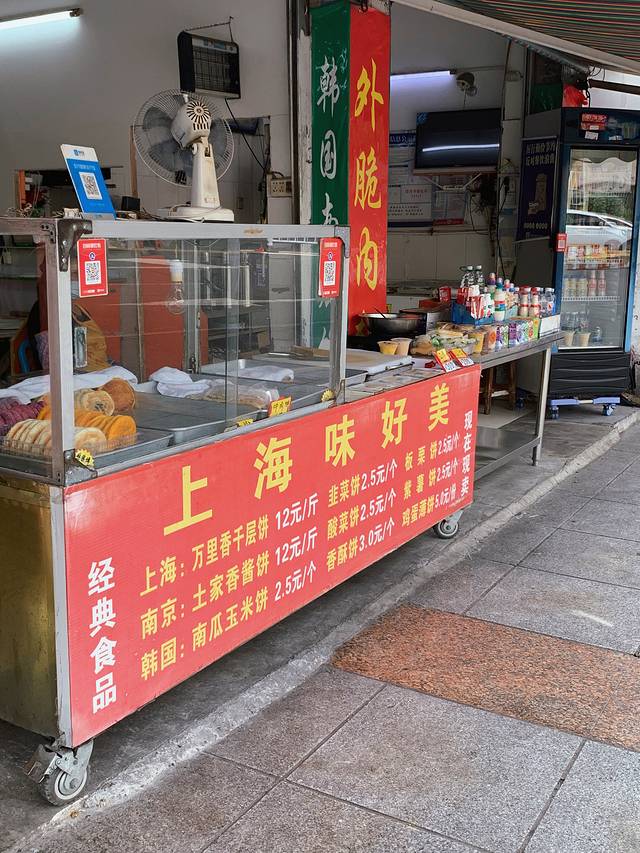 韩国
外脆内
上海味好美
经典食品
上海：万里香千层饼 12元/斤
南京：土家香酱饼 12元/斤
韩国：南瓜玉米饼 2.5元/个
韭菜饼2.5元/个
酸菜饼2.5元/个
香酥饼3.0元/个
板栗 饼2.5元/个
紫薯 饼2.5元/个
鸡蛋薄饼5.0元/份
现在现卖